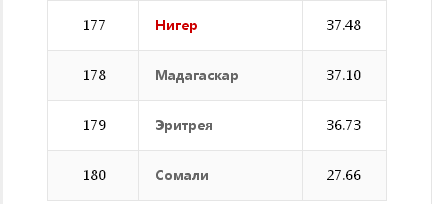 177 Нигер 37.48
178 Мадагаскар 37.10
179 Эритрея 36.73
180 Сомали 27.66